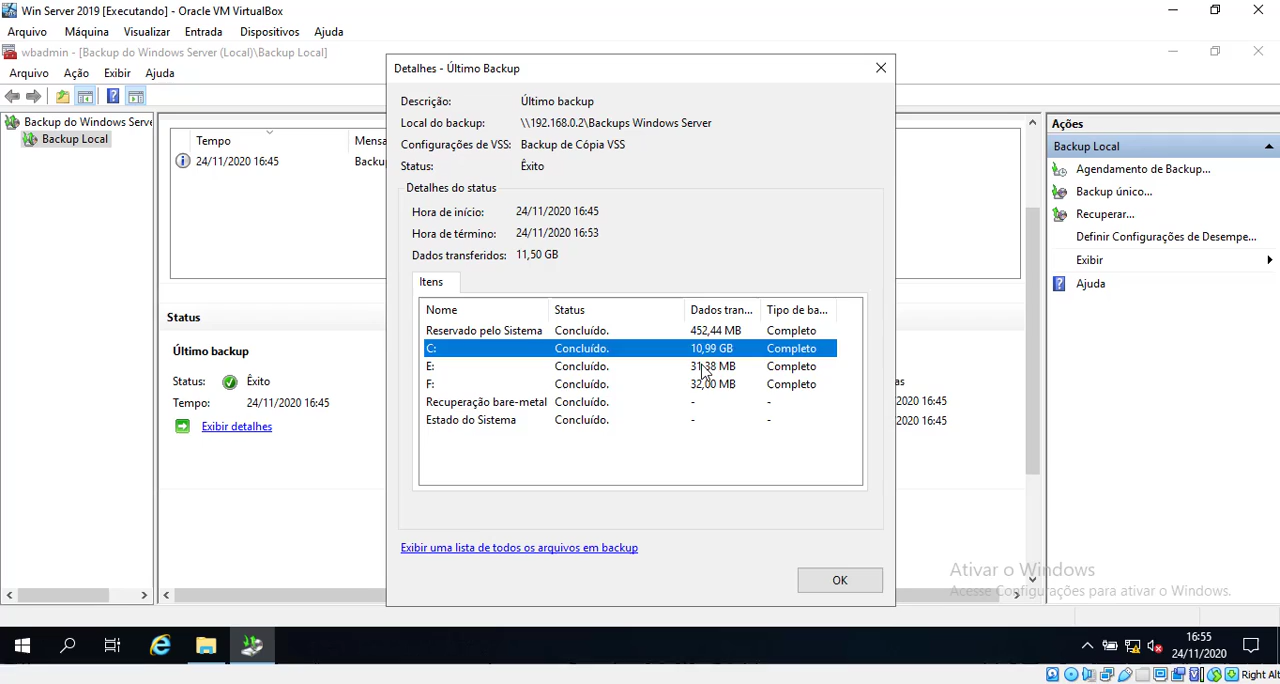 Win Server 2019 [Executando] - Oracle VM VirtualBox
Arquivo Máquina Visualizar Entrada Dispositivos Ajuda
wbadmin - [Backup do Windows Server (Local)\Backup Local]
Arquivo Ação Exibir Ajuda
Backup do Windows Serve
Backup Local
Tempo Mensa
24/11/2020 16:45 Backu
Status
Último backup
Status: Êxito
Tempo: 24/11/2020 16:45
Exibir detalhes
as
2020 16:45
2020 16:45
Detalhes - Último Backup
Descrição: Último backup
Local do backup: \\192.168.0.2\Backups Windows Server
Configurações de VSS: Backup de Cópia VSS
Status: Êxito
Detalhes do status
Hora de início: 24/11/2020 16:45
Hora de término: 24/11/2020 16:53
Dados transferidos: 11,50 GB
Itens
Nome Status Dados tran... Tipo de ba...
Reservado pelo Sistema Concluído. 452,44 MB Completo
C: Concluído. 10,99 GB Completo
E: Concluído. 31,38 MB Completo
F: Concluído. 32,00 MB Completo
Recuperação bare-metal Concluído. - -
Estado do Sistema Concluído. - -
Exibir uma lista de todos os arquivos em backup
OK
Ações
Backup Local
Agendamento de Backup...
Backup único...
Recuperar...
Definir Configurações de Desempe...
Exibir
Ajuda
Ativar o Windows
Acesse Configurações para ativar o Windows.
16:55
24/11/2020
Right Alt